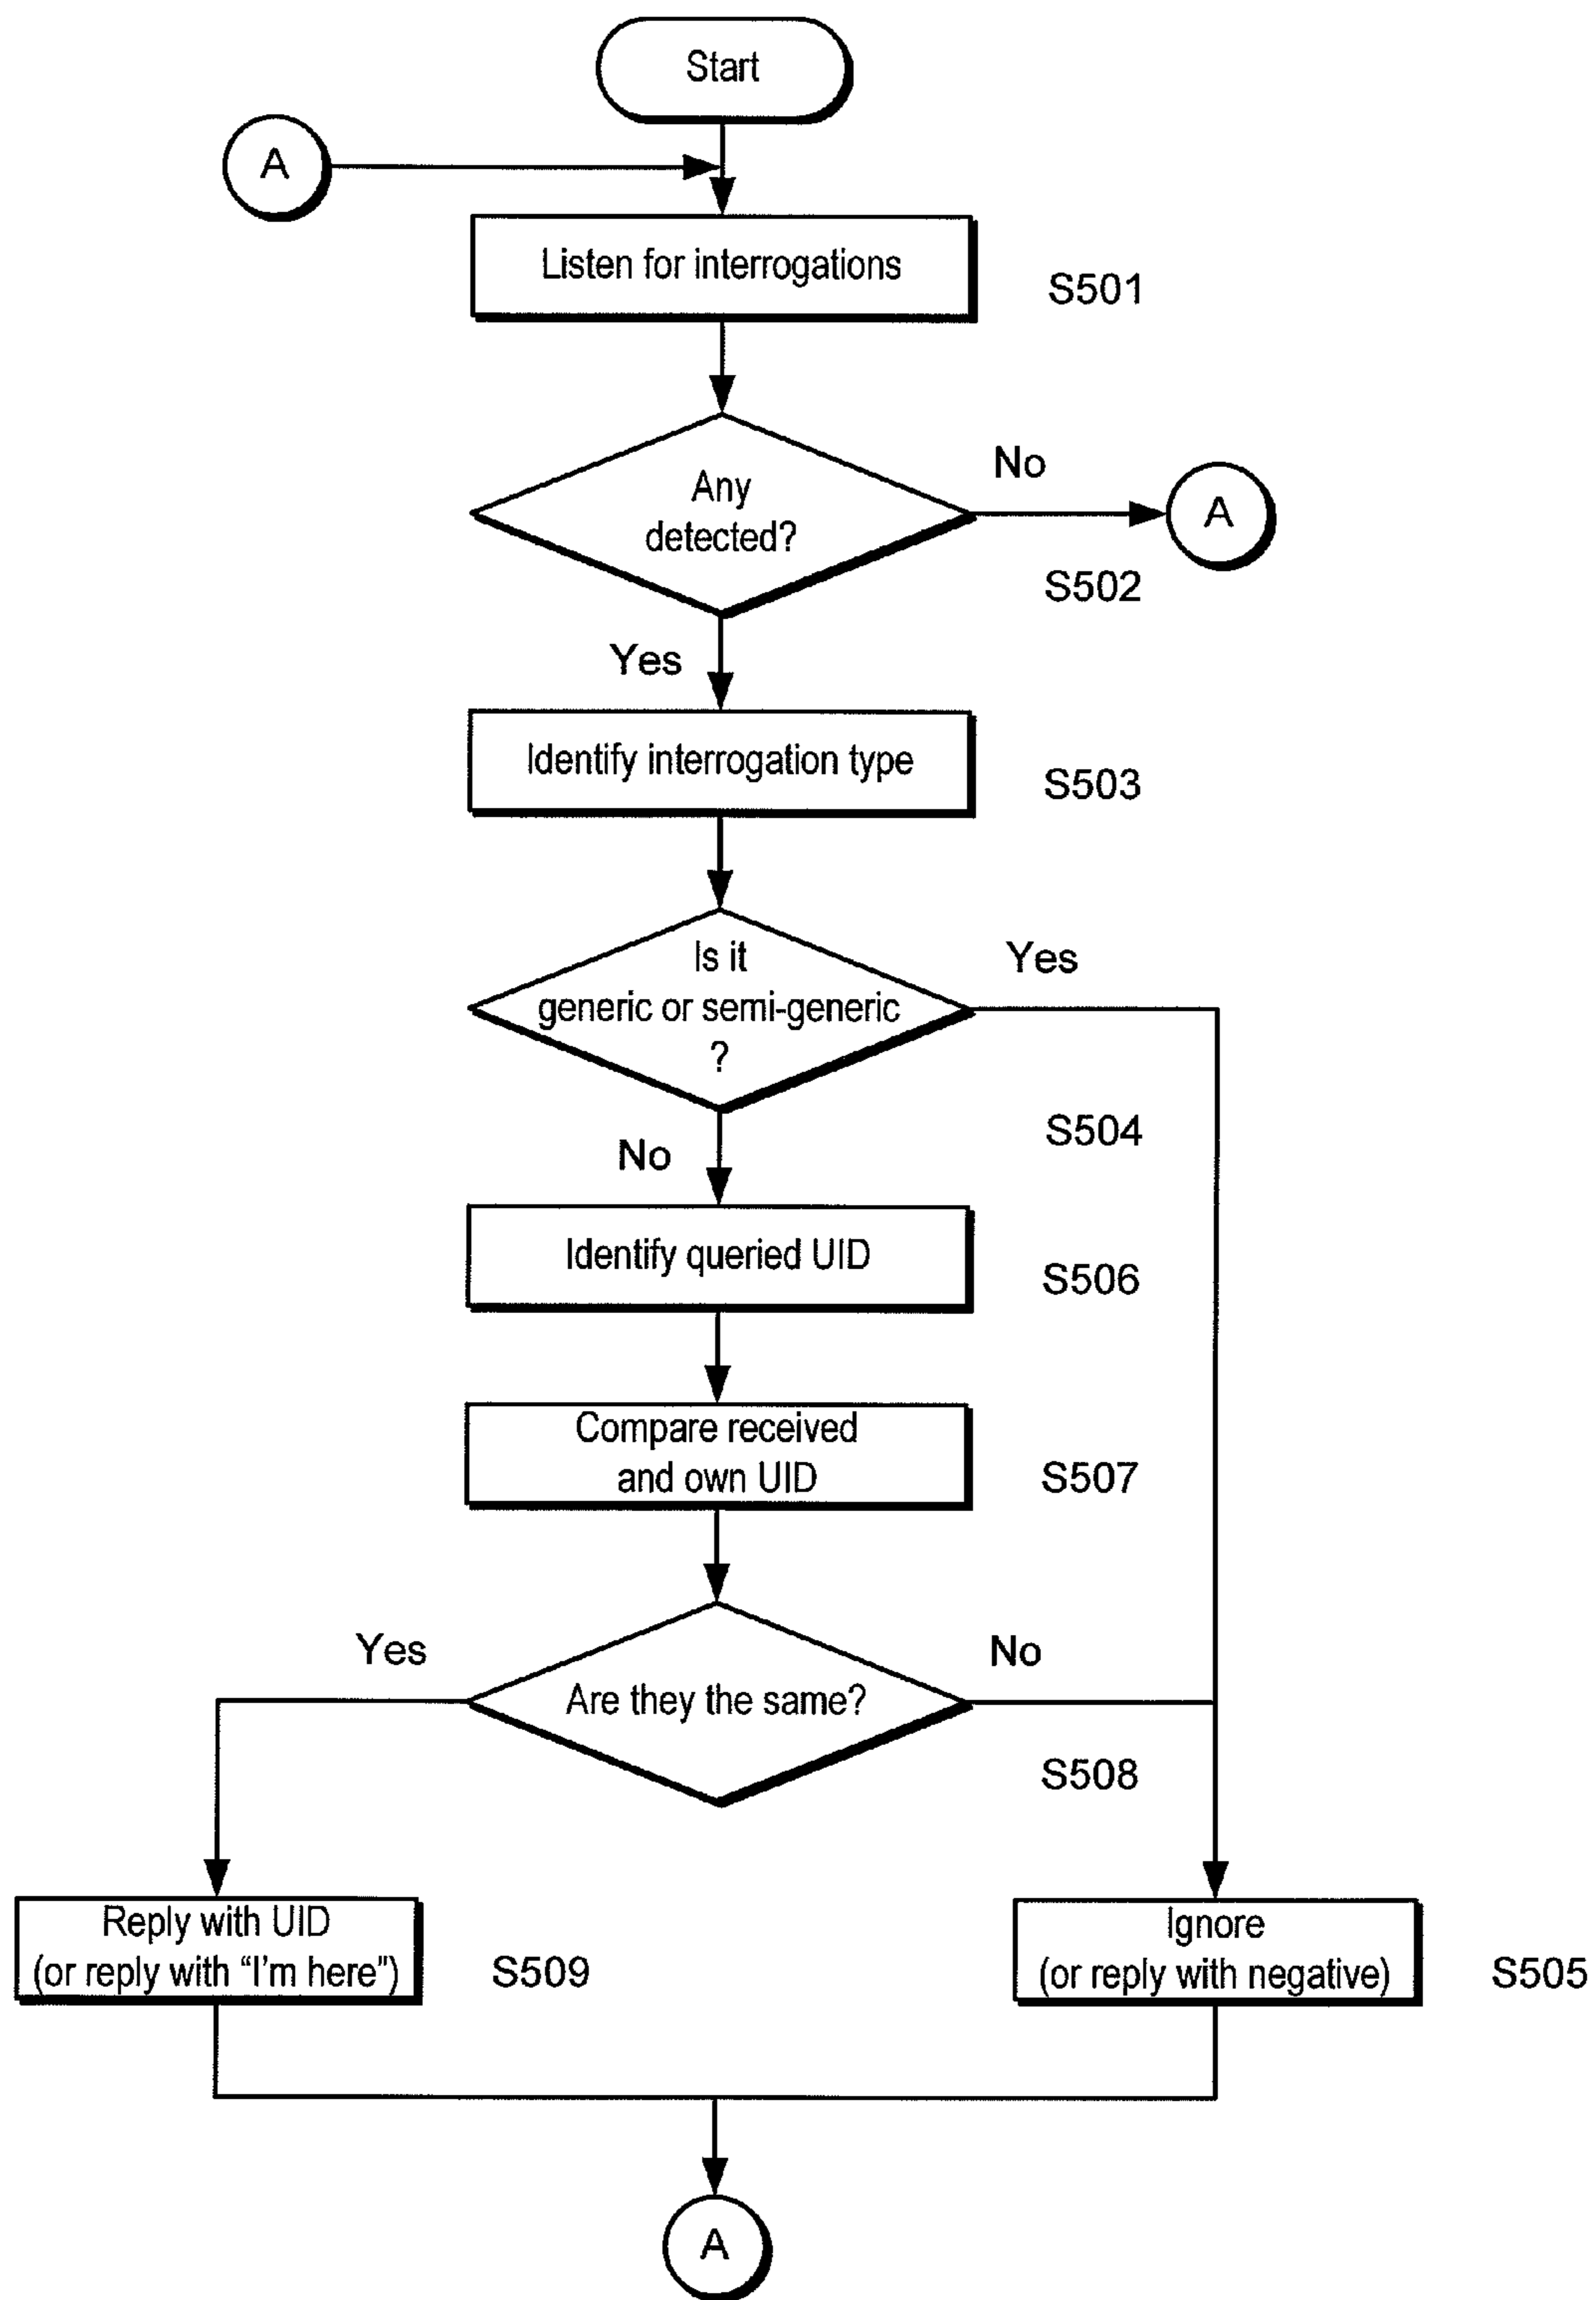 Start
A
Listen for interrogations
S501
Any
detected?
No
A
S502
Yes
Identify interrogation type
S503
Is it
generic or semi-generic
?
Yes
S504
No
Identify queried UID
S506
Compare received
and own UID
S507
Yes
Are they the same?
No
S508
Reply with UID
(or reply with “I’m here”)
S509
Ignore
(or reply with negative)
S505
A